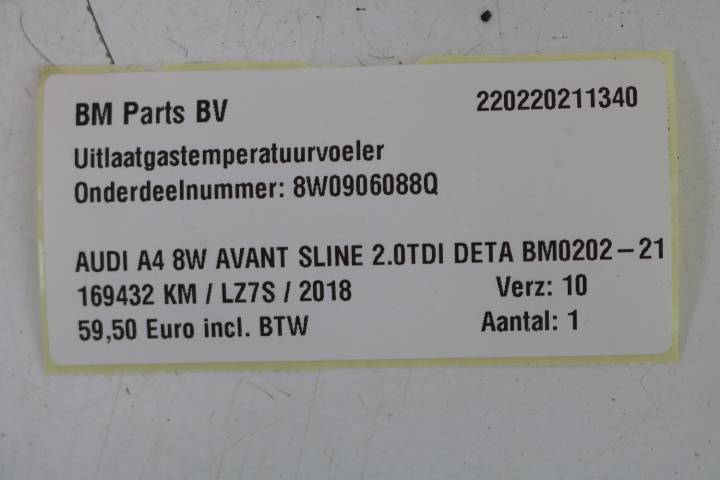 BM Parts BV 220220211340
Uitlaatgastemperatuurvoeler
Onderdeelnummer: 8W0906088Q
AUDI A4 8W AVANT SLINE 2.0TDI DETA BM0202-21
169432 KM / LZ7S / 2018 Verz: 10
59,50 Euro incl. BTW Aantal: 1